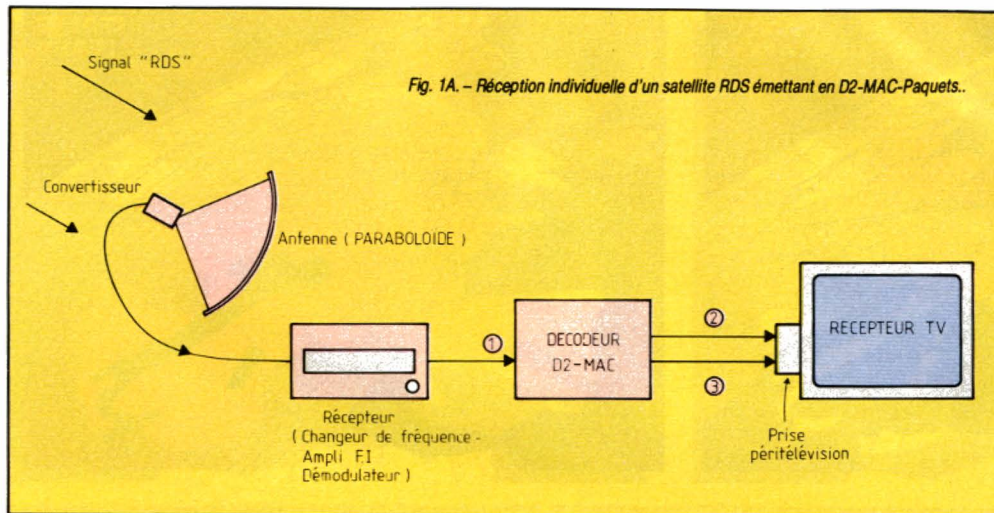 Signal "RDS"
Fig. 1A. – Réception individuelle d'un satellite RDS émettant en D2-MAC-Paquets..
Convertisseur
Antenne ( PARABOLOIDE )
1
DECODEUR
D2-MAC
2
3
RECEPTEUR TV
Récepteur
( Changeur de fréquence -
Ampli F.I
Démodulateur )
Prise
péritélévision